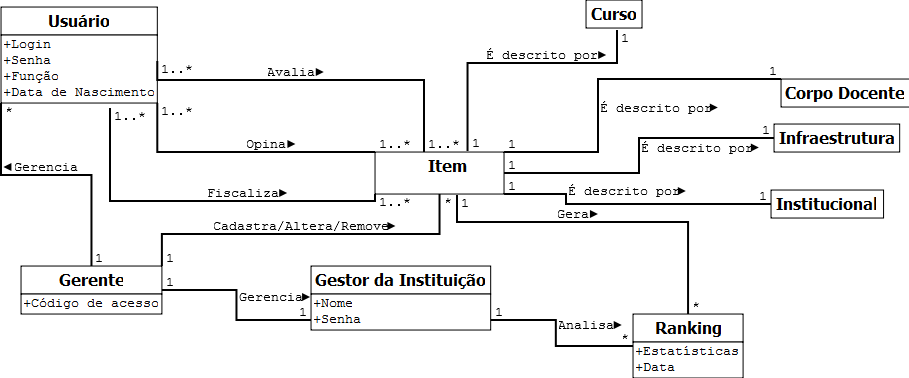 Curso
Usuário
+Login
+Senha
+Função
+Data de Nascimento
1
É descrito por▶
1..*
Avalia▶
1
Corpo Docente
É descrito por▶
*
1..*
1..*
1
Infraestrutura
É descrito por▶
Opina▶
1..*
1..*
1
1
Item
1
1
◀Gerencia
Fiscaliza▶
É descrito por▶
1
Institucional
1..*
*
1
Gera▶
Cadastra/Altera/Remove▶
1
1
Gerente
+Código de acesso
1
Gerencia▶
1
Gestor da Instituição
+Nome
+Senha
1
Analisa▶
*
*
Ranking
+Estatísticas
+Data